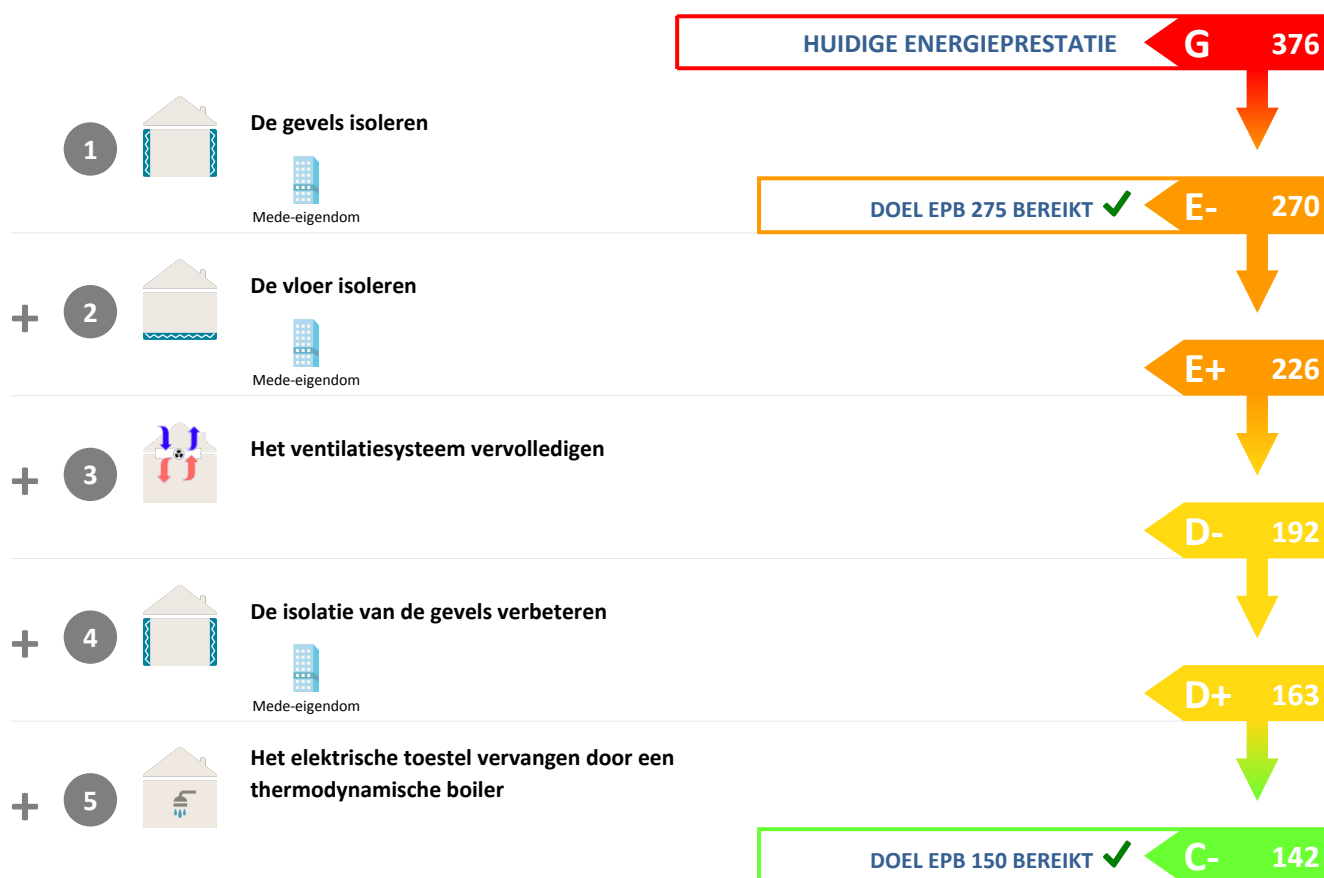 HUIDIGE ENERGIEPRESTATIE G 376
1 De gevels isoleren
Mede-eigendom
DOEL EPB 275 BEREIKT ✔ E- 270
+ 2 De vloer isoleren
Mede-eigendom
E+ 226
+ 3 Het ventilatiesysteem vervolledigen
D- 192
+ 4 De isolatie van de gevels verbeteren
Mede-eigendom
D+ 163
+ 5 Het elektrische toestel vervangen door een
thermodynamische boiler
DOEL EPB 150 BEREIKT ✔ C- 142